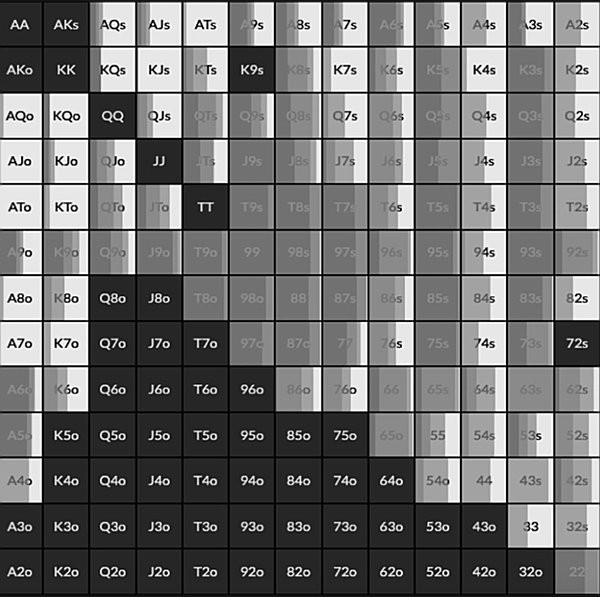 AA AKs AQs AJs ATs A9s A8s A7s A6s A5s A4s A3s A2s
AKo KK KQs KJs KTs K9s K8s K7s K6s K5s K4s K3s K2s
AQo KQo QQ QJs QTs Q9s Q8s Q7s Q6s Q5s Q4s Q3s Q2s
AJo KJo QJo JJ JTs J9s J8s J7s J6s J5s J4s J3s J2s
ATo KTo QTo JTo TT T9s T8s T7s T6s T5s T4s T3s T2s
A9o K9o Q9o J9o T9o 99 98s 97s 96s 95s 94s 93s 92s
A8o K8o Q8o J8o T8o 98o 88 87s 86s 85s 84s 83s 82s
A7o K7o Q7o J7o T7o 97o 87o 77 76s 75s 74s 73s 72s
A6o K6o Q6o J6o T6o 96o 86o 76o 66 65s 64s 63s 62s
A5o K5o Q5o J5o T5o 95o 85o 75o 65o 55 54s 53s 52s
A4o K4o Q4o J4o T4o 94o 84o 74o 64o 54o 44 43s 42s
A3o K3o Q3o J3o T3o 93o 83o 73o 63o 53o 43o 33 32s
A2o K2o Q2o J2o T2o 92o 82o 72o 62o 52o 42o 32o 22